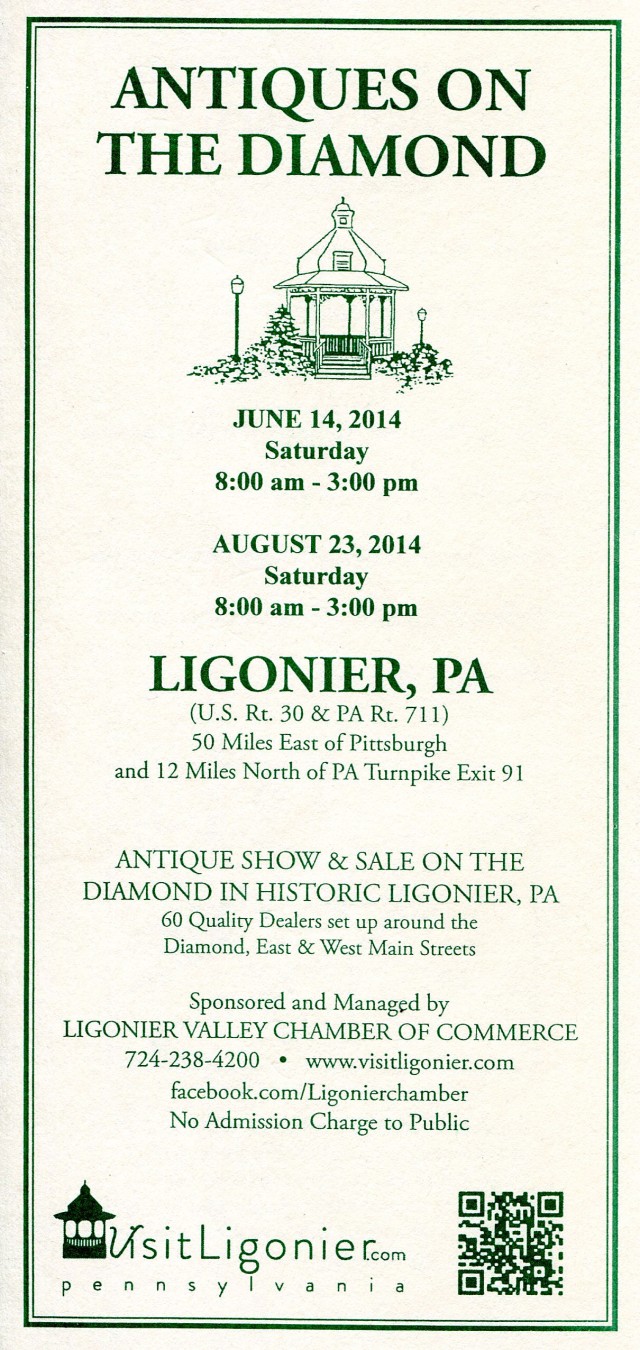 ANTIQUES ON
THE DIAMOND
JUNE 14, 2014
Saturday
8:00 am - 3:00 pm
AUGUST 23, 2014
Saturday
8:00 am - 3:00 pm
LIGONIER, PA
(U.S. Rt. 30 & PA Rt. 711)
50 Miles East of Pittsburgh
and 12 Miles North of PA Turnpike Exit 91
ANTIQUE SHOW & SALE ON THE
DIAMOND IN HISTORIC LIGONIER, PA
60 Quality Dealers set up around the
Diamond, East & West Main Streets
Sponsored and Managed by
LIGONIER VALLEY CHAMBER OF COMMERCE
724-238-4200 • www.visitligonier.com
facebook.com/Ligonierchamber
No Admission Charge to Public
VisitLigonier.com
pennsylvania